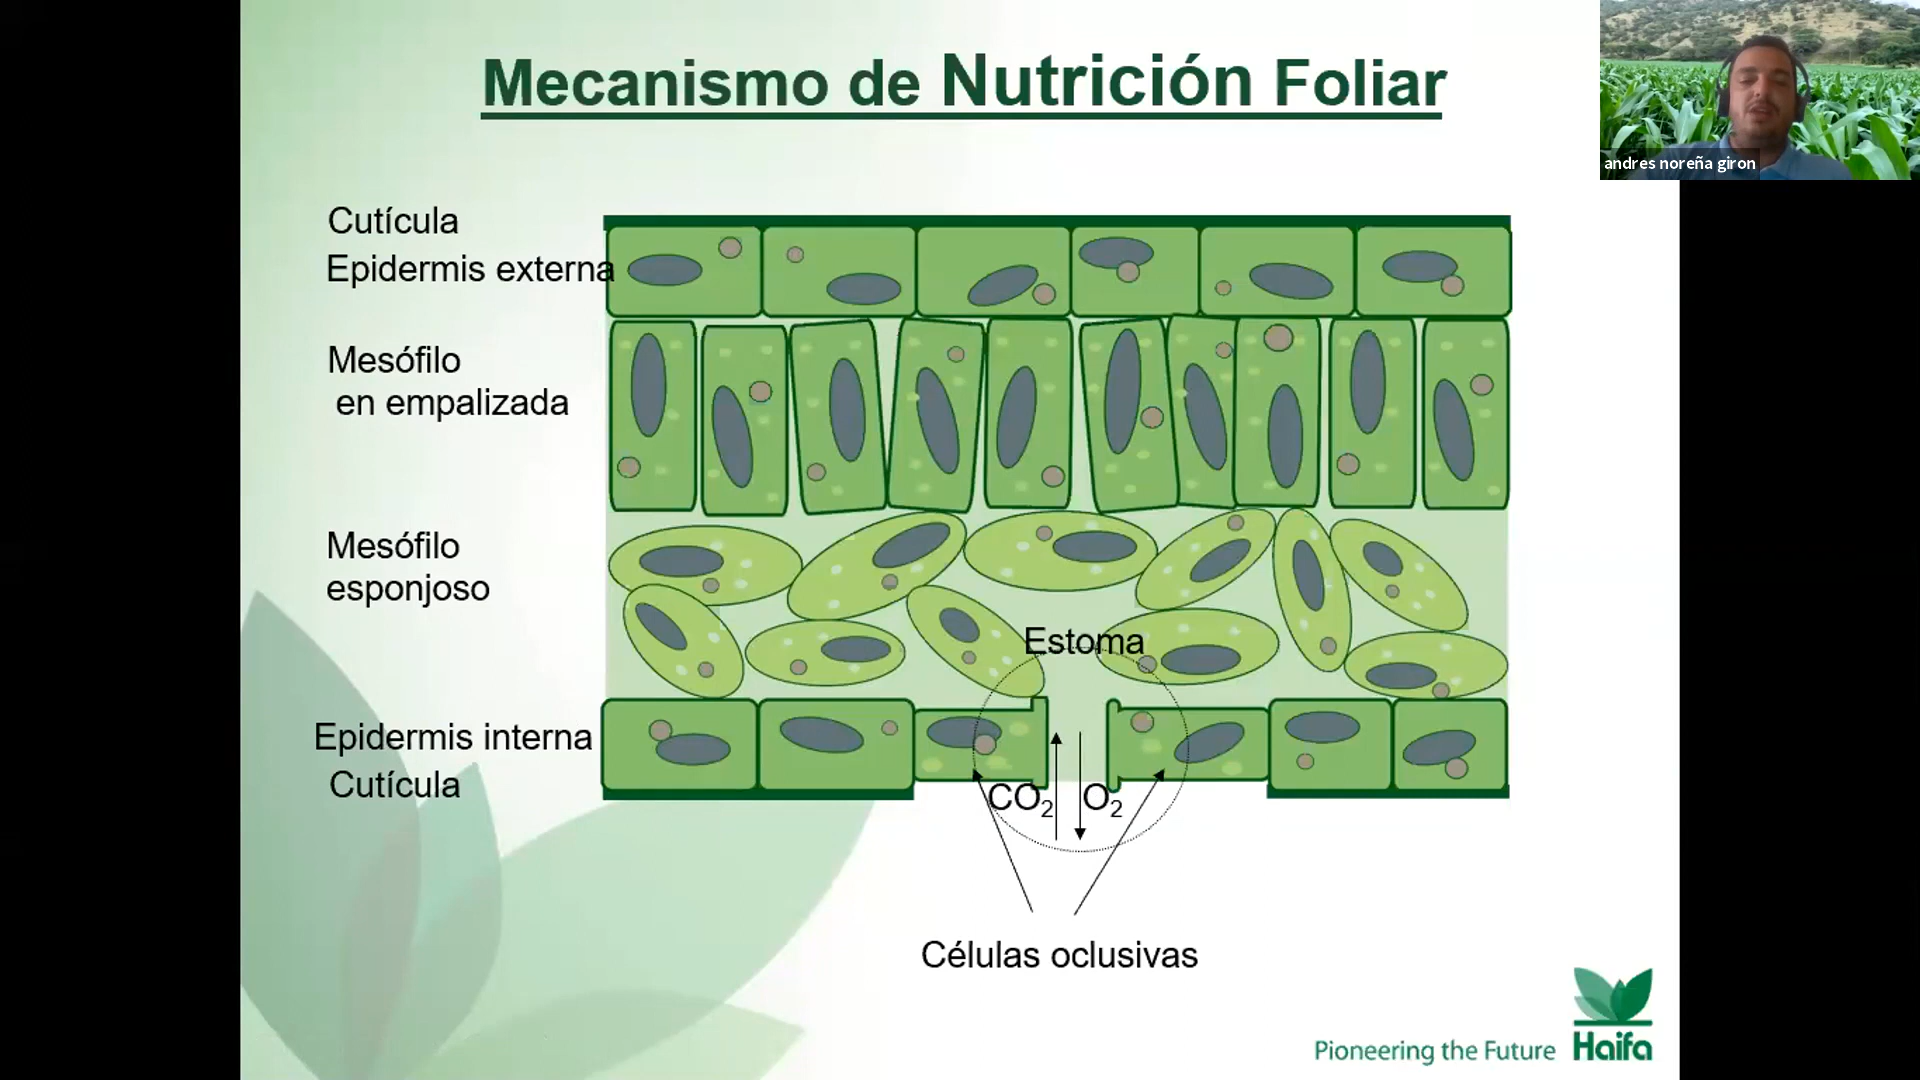 Mecanismo de Nutrición Foliar
andres noreña giron
Cutícula
Epidermis externa
Mesófilo
en empalizada
Mesófilo
esponjoso
Estoma
Epidermis interna
Cutícula
CO₂ O₂
Células oclusivas
Pioneering the Future Haifa